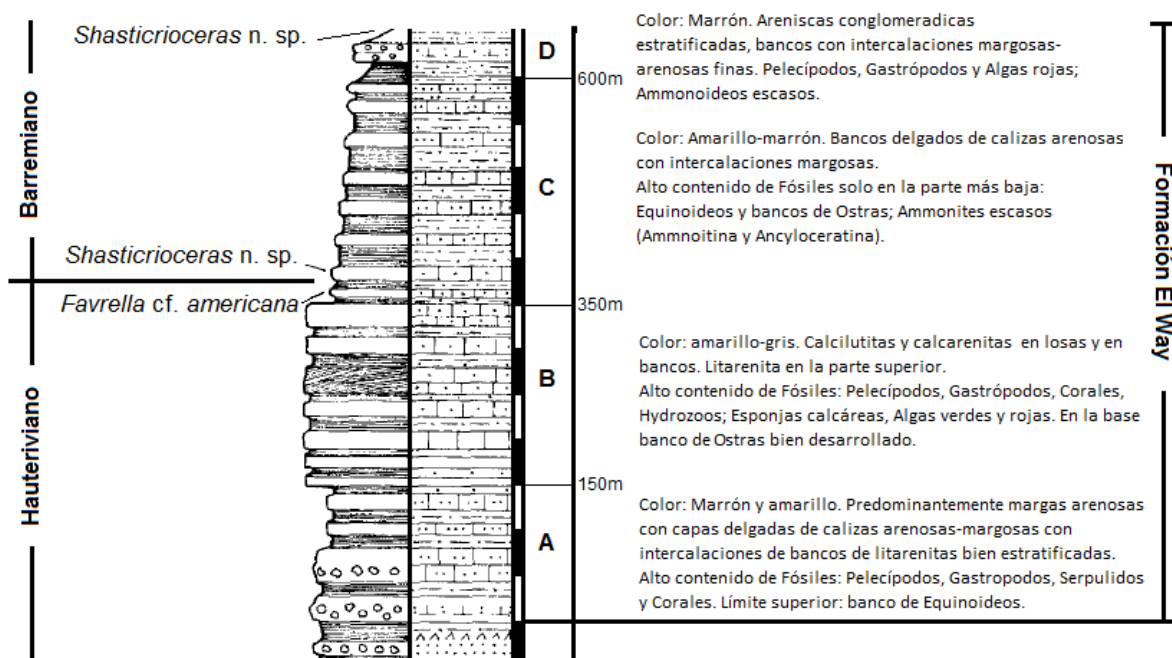 Shasticrioceras n. sp.
Barremiano
Shasticrioceras n. sp.
Favrella cf. americana
Hauteriviano
D
600m
C
350m
B
150m
A
Color: Marrón. Areniscas conglomeradicas
estratificadas, bancos con intercalaciones margosas-
arenosas finas. Pelecípodos, Gastrópodos y Algas rojas;
Ammonoideos escasos.
Color: Amarillo-marrón. Bancos delgados de calizas arenosas
con intercalaciones margosas.
Alto contenido de Fósiles solo en la parte más baja:
Equinoideos y bancos de Ostras; Ammonites escasos
(Ammnoitina y Ancyloceratina).
Color: amarillo-gris. Calcilutitas y calcarenitas en losas y en
bancos. Litarenita en la parte superior.
Alto contenido de Fósiles: Pelecípodos, Gastrópodos, Corales,
Hydrozoos; Esponjas calcáreas, Algas verdes y rojas. En la base
banco de Ostras bien desarrollado.
Color: Marrón y amarillo. Predominantemente margas arenosas
con capas delgadas de calizas arenosas-margosas con
intercalaciones de bancos de litarenitas bien estratificadas.
Alto contenido de Fósiles: Pelecípodos, Gastropodos, Serpulidos
y Corales. Límite superior: banco de Equinoideos.
Formación El Way